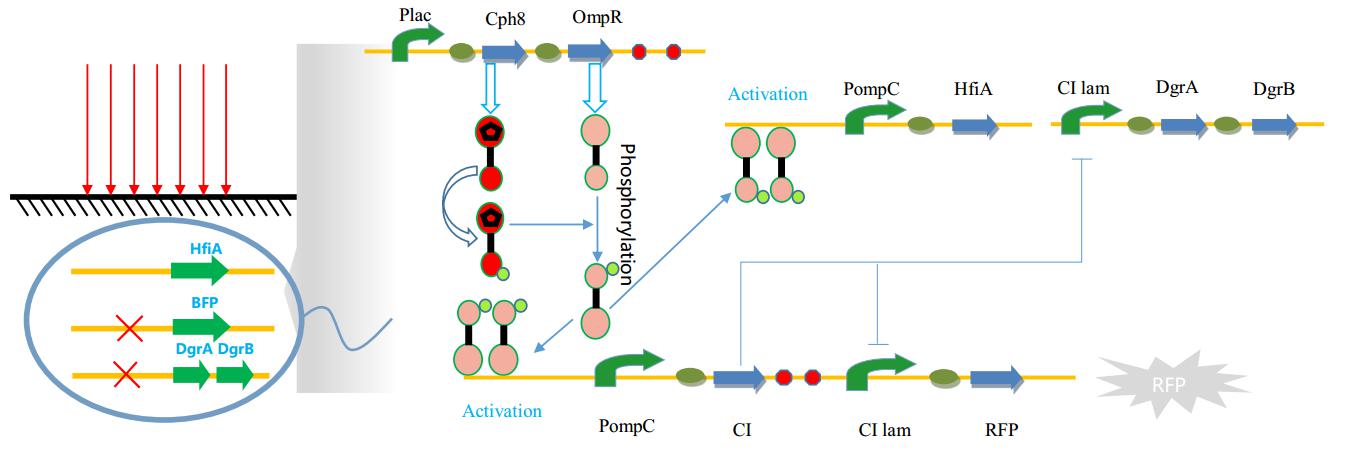 Plac
Cph8
OmpR
Activation
PompC
HfiA
CI lam
DgrA
DgrB
Phosphorylation
HfiA
BFP
DgrA DgrB
Activation
PompC
CI
CI lam
RFP
RFP